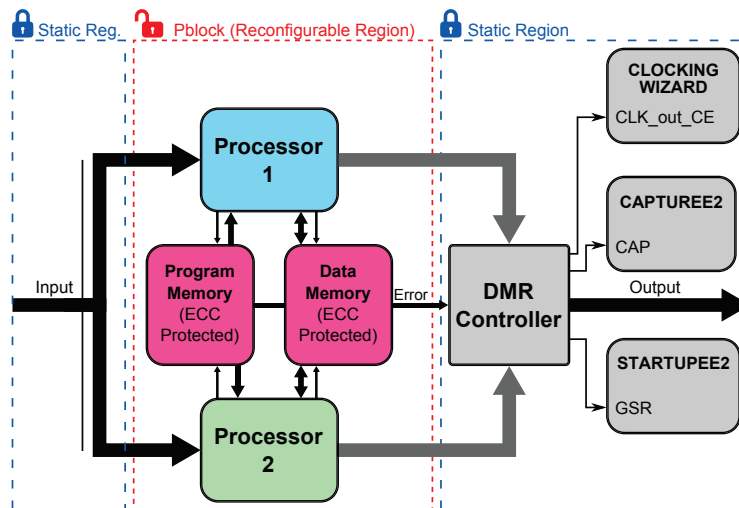 Static Reg.
Pblock (Reconfigurable Region)
Static Region
CLOCKING
WIZARD
CLK_out_CE
Processor
1
CAPTUREE2
CAP
Input
Program
Memory
(ECC
Protected)
Data
Memory
(ECC
Protected)
Error
DMR
Controller
Output
STARTUPEE2
GSR
Processor
2